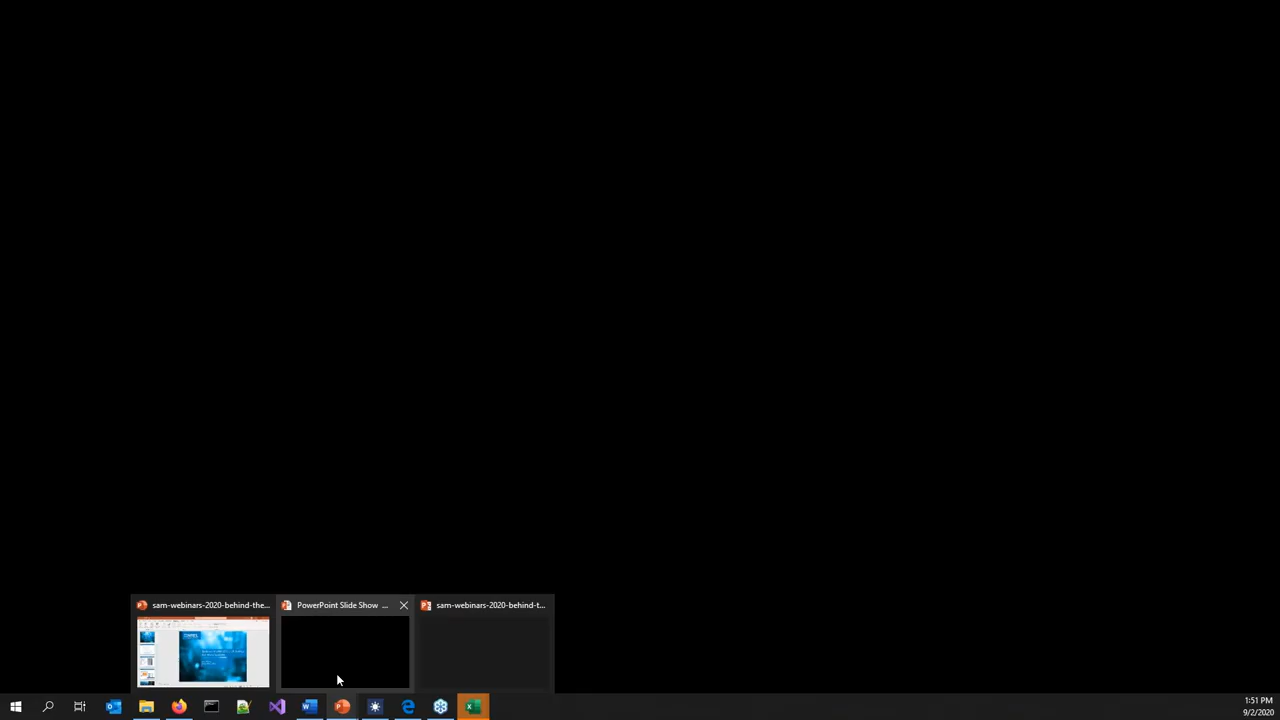 sam-webinars-2020-behind-the...
PowerPoint Slide Show ...
sam-webinars-2020-behind-t...
1:51 PM
9/2/2020